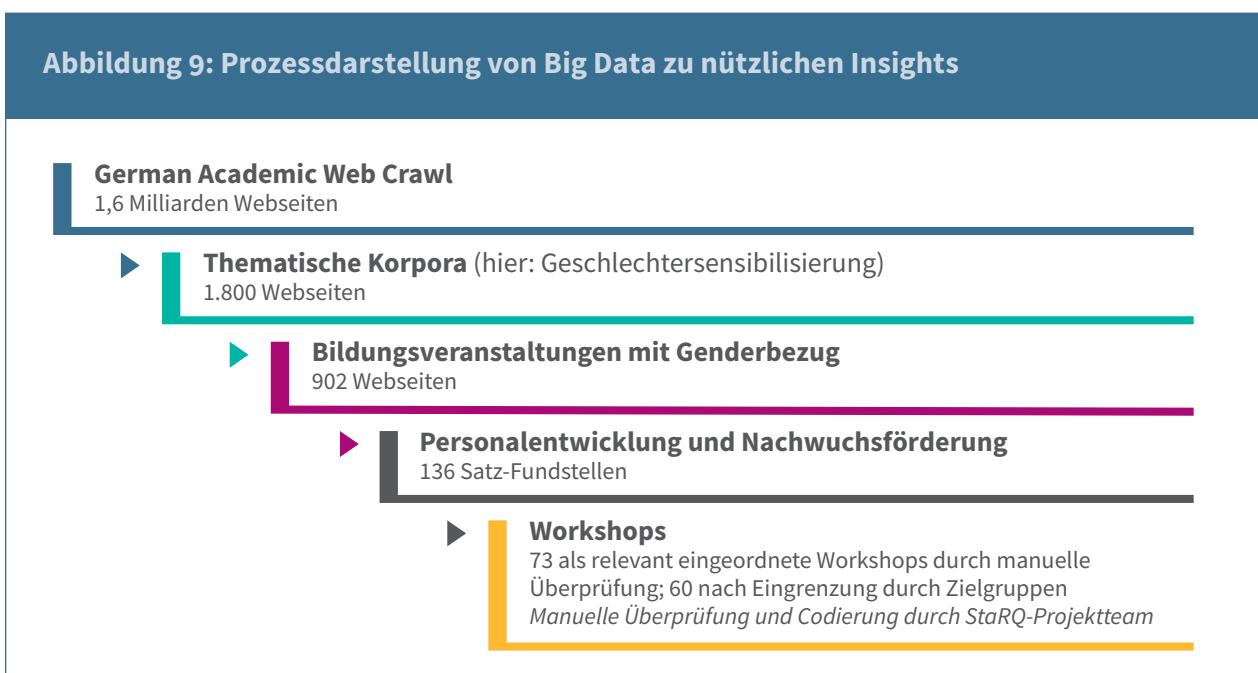 Abbildung 9: Prozessdarstellung von Big Data zu nützlichen Insights
German Academic Web Crawl
1,6 Milliarden Webseiten
Thematische Korpora (hier: Geschlechtersensibilisierung)
1.800 Webseiten
Bildungsveranstaltungen mit Genderbezug
902 Webseiten
Personalentwicklung und Nachwuchsförderung
136 Satz-Fundstellen
Workshops
73 als relevant eingeordnete Workshops durch manuelle
Überprüfung; 60 nach Eingrenzung durch Zielgruppen
Manuelle Überprüfung und Codierung durch StaRQ-Projektteam